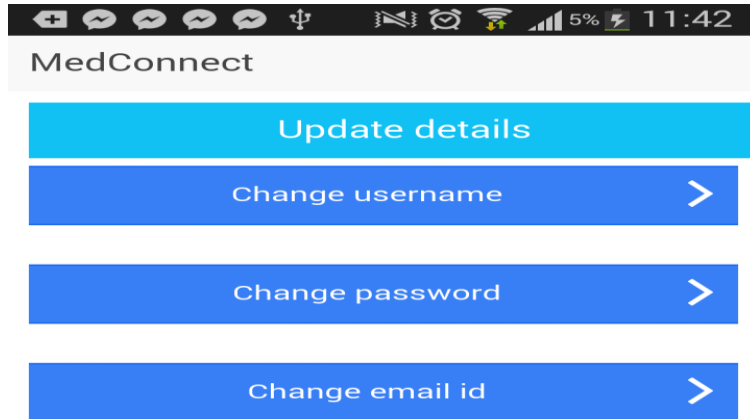 5% 11:42
MedConnect
Update details
Change username
Change password
Change email id